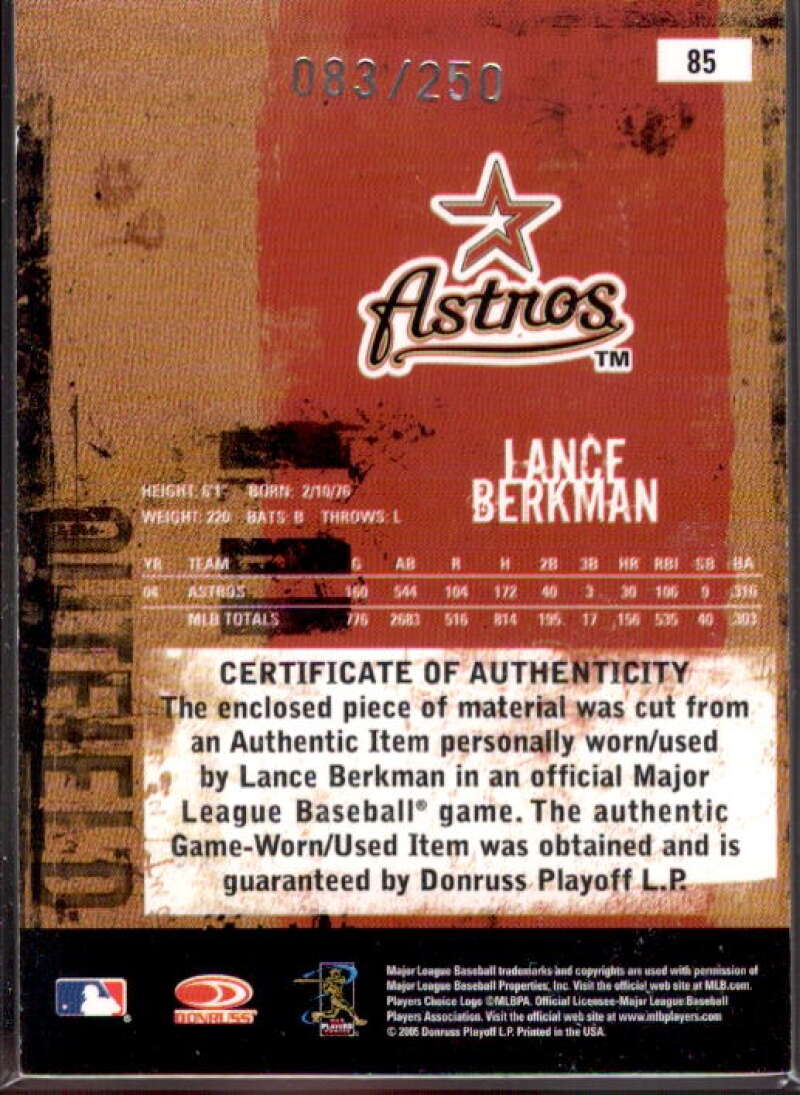 083/250
85
Astros
TM
LANCE
BERKMAN
HEIGHT: 6'1" BORN: 2/10/76
WEIGHT: 220 BATS: B THROWS: L
YR TEAM G AB R H 2B 3B HR RBI SB BA
04 ASTROS 160 544 104 172 40 3 30 106 9 .316
MLB TOTALS 776 2683 516 814 195 17 156 535 40 .303
OUTFIELD
CERTIFICATE OF AUTHENTICITY
The enclosed piece of material was cut from
an Authentic Item personally worn/used
by Lance Berkman in an official Major
League Baseball® game. The authentic
Game-Worn/Used Item was obtained and is
guaranteed by Donruss Playoff L.P.
Major League Baseball trademarks and copyrights are used with permission of
Major League Baseball Properties, Inc. Visit the official web site at MLB.com.
Players Choice Logo ©MLBPA. Official Licensee-Major League Baseball
Players Association. Visit the official web site at www.mlbplayers.com
© 2005 Donruss Playoff L.P. Printed in the USA.
DONRUSS
PLAYERS